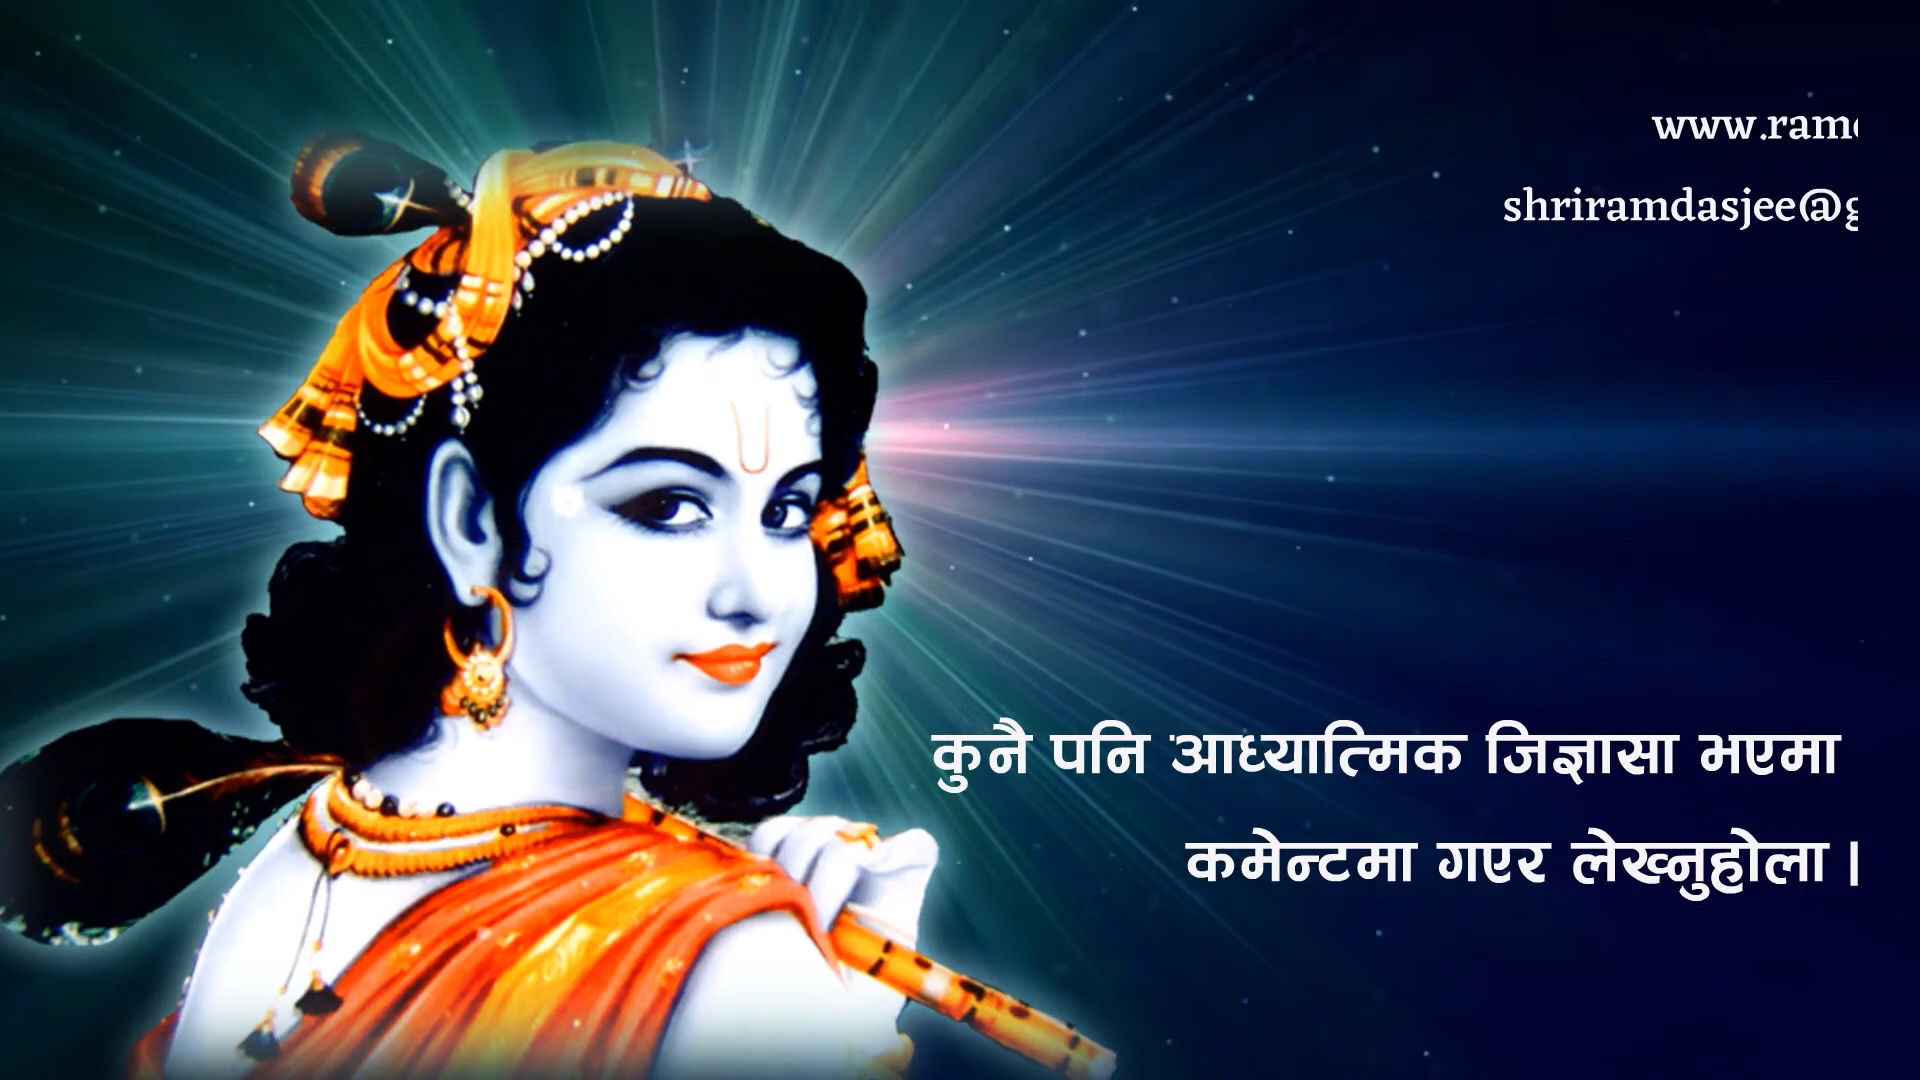 www.ram
shriramdasjee@g
कुनै पनि आध्यात्मिक जिज्ञासा भएमा
कमेन्टमा गएर लेख्नुहोला ।